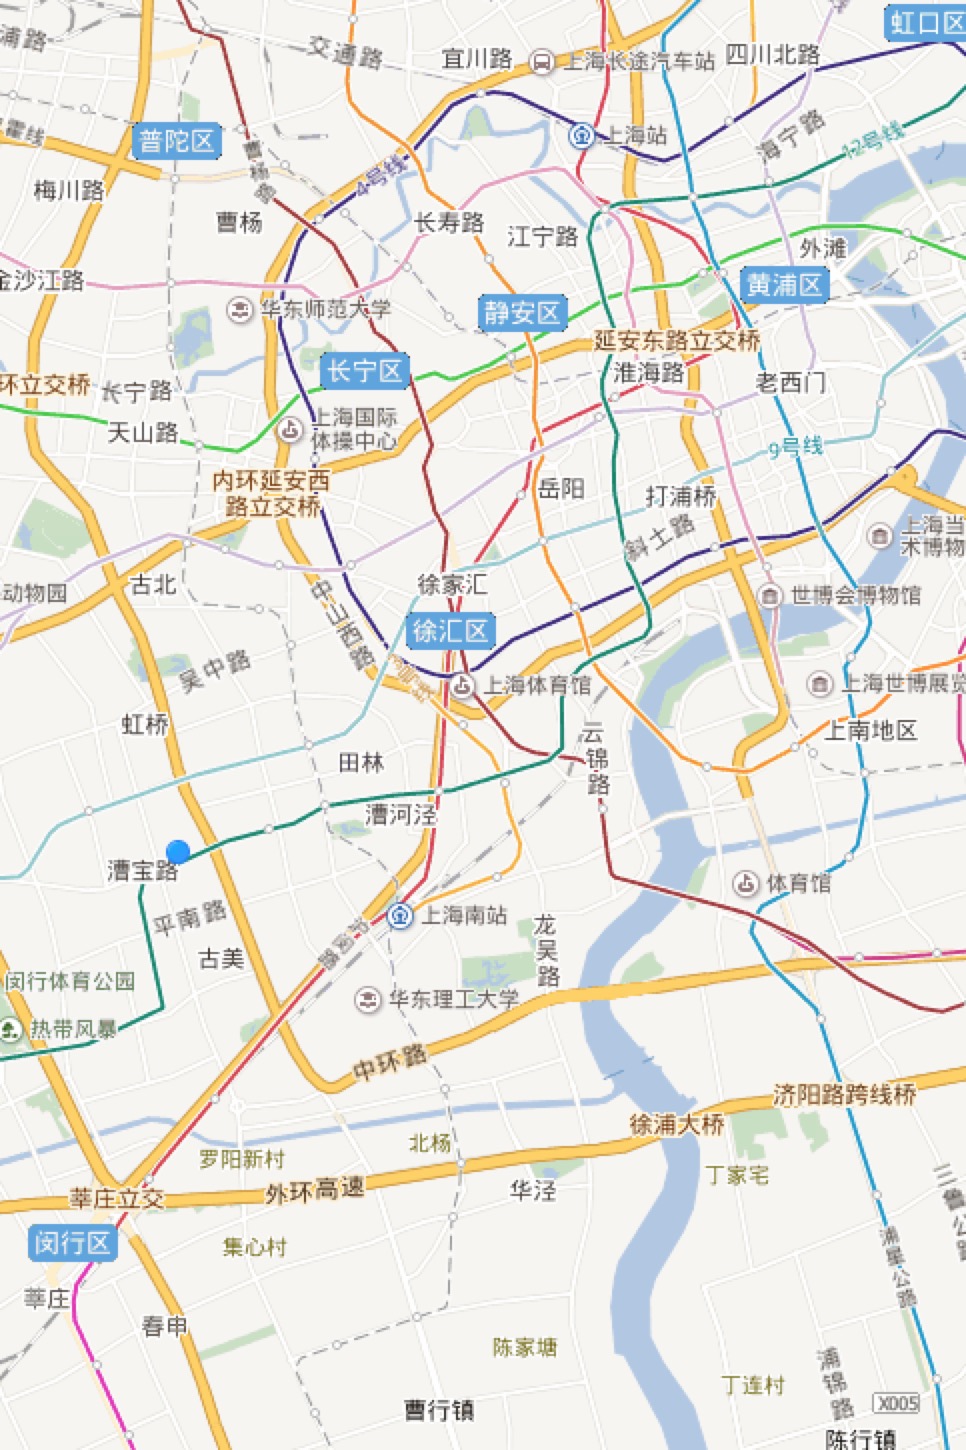 虹口区
浦路
交通路
宜川路
上海长途汽车站
四川北路
霍线
普陀区
曹杨路
上海站
海宁路
12号线
4号线
梅川路
曹杨
长寿路
江宁路
外滩
金沙江路
黄浦区
华东师范大学
静安区
延安东路立交桥
长宁区
淮海路
老西门
环立交桥
长宁路
上海国际
体操中心
天山路
9号线
内环延安西
路立交桥
岳阳
打浦桥
斜土路
上海当
术博物
动物园
古北
徐家汇
中山西路
世博会博物馆
徐汇区
吴中路
上海体育馆
上海世博展览
虹桥
云锦路
上南地区
田林
漕河泾
漕宝路
体育馆
平南路
上海南站
龙吴路
古美
沪闵路
闵行体育公园
华东理工大学
热带风暴
中环路
济阳路跨线桥
徐浦大桥
北杨
罗阳新村
丁家宅
莘庄立交
外环高速
华泾
三鲁公路
闵行区
集心村
浦星公路
莘庄
春申
陈家塘
浦锦路
丁连村
X005
曹行镇
陈行镇